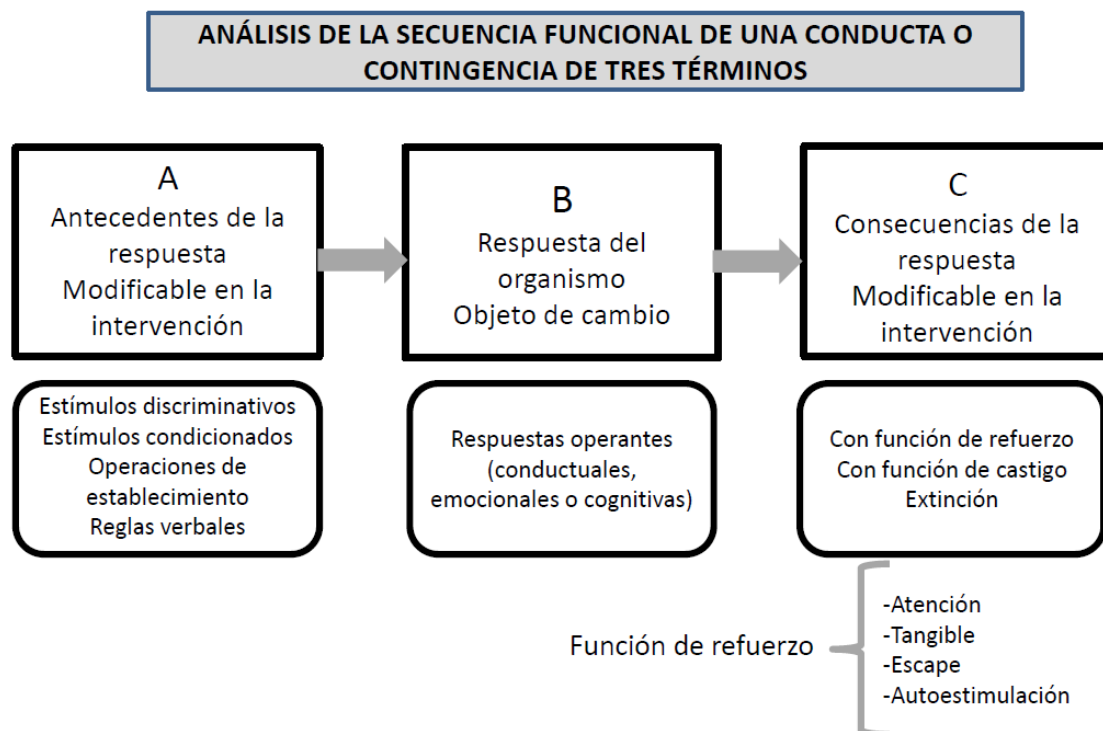 ANÁLISIS DE LA SECUENCIA FUNCIONAL DE UNA CONDUCTA O
CONTINGENCIA DE TRES TÉRMINOS
A
Antecedentes de la
respuesta
Modificable en la
intervención
B
Respuesta del
organismo
Objeto de cambio
C
Consecuencias de la
respuesta
Modificable en la
intervención
Estímulos discriminativos
Estímulos condicionados
Operaciones de
establecimiento
Reglas verbales
Respuestas operantes
(conductuales,
emocionales o cognitivas)
Con función de refuerzo
Con función de castigo
Extinción
Función de refuerzo
-Atención
-Tangible
-Escape
-Autoestimulación